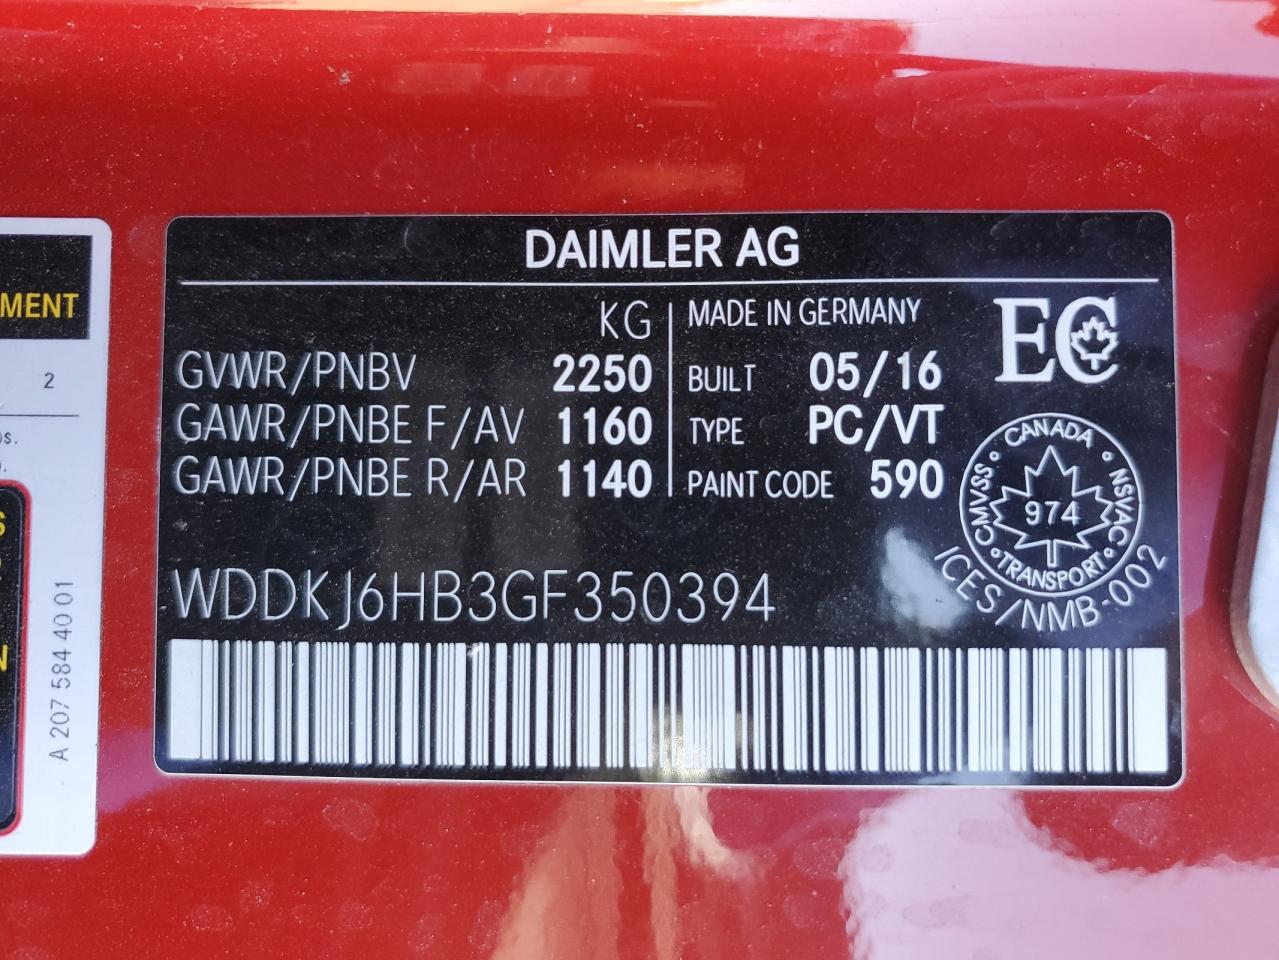 DAIMLER AG
KG
GVWR/PNBV 2250
GAWR/PNBE F/AV 1160
GAWR/PNBE R/AR 1140
MADE IN GERMANY
BUILT 05/16
TYPE PC/VT
PAINT CODE 590
EC
CANADA
CMVSS
NSVAC
974
TRANSPORT
ICES/NMB-002
WDDKJ6HB3GF350394
MENT
2
A 207 584 40 01